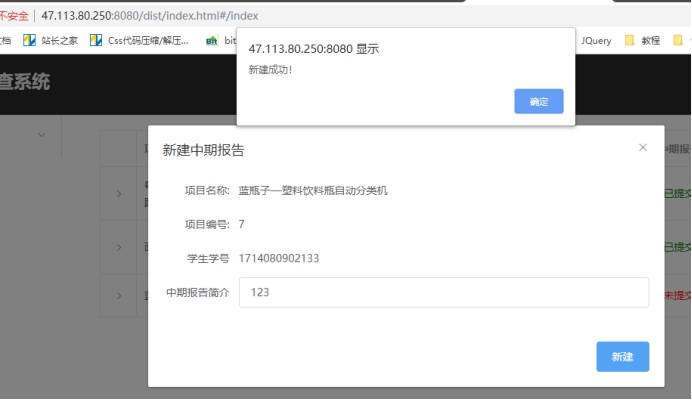 不安全 47.113.80.250:8080/dist/index.html#/index
文档 站长之家 Css代码压缩/解压... bit JQuery 教程
47.113.80.250:8080 显示
新建成功！
确定
查系统
新建中期报告
项目名称: 蓝瓶子—塑料饮料瓶自动分类机
项目编号: 7
学生学号 1714080902133
中期报告简介 123
新建
期报告
已提交
已提交
未提交